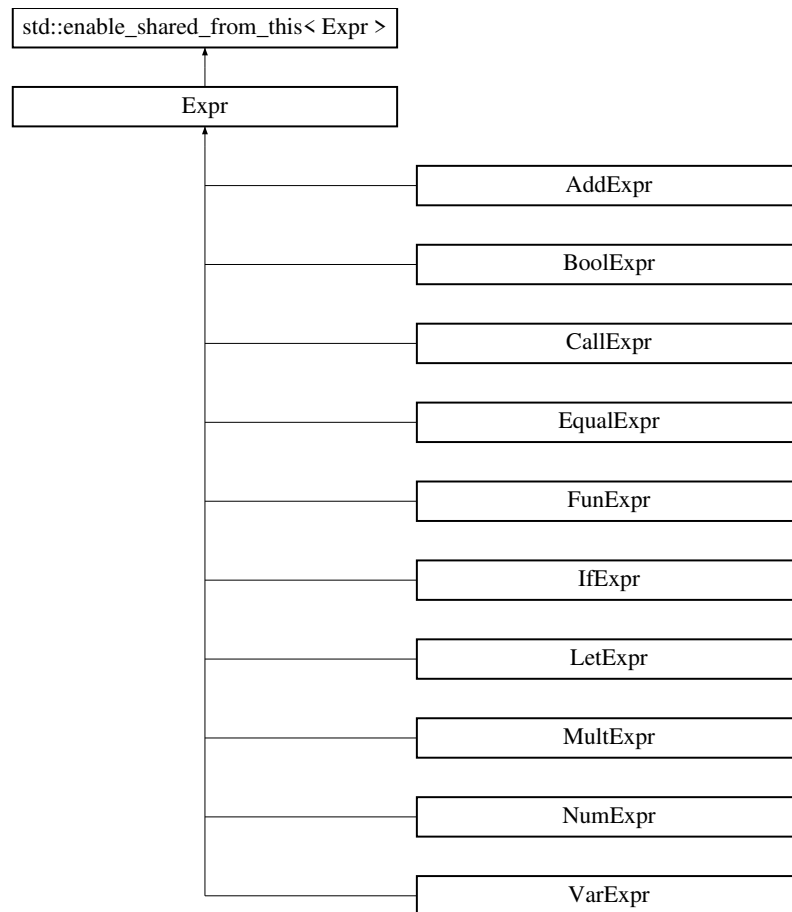 std::enable_shared_from_this< Expr >
Expr
AddExpr
BoolExpr
CallExpr
EqualExpr
FunExpr
IfExpr
LetExpr
MultExpr
NumExpr
VarExpr